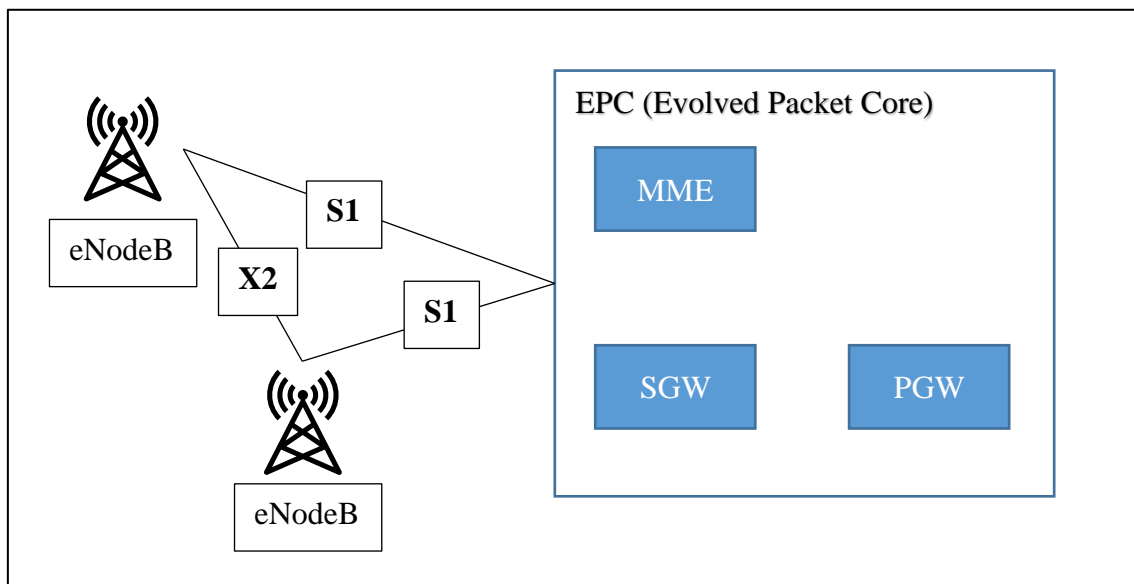 EPC (Evolved Packet Core)
MME
S1
eNodeB
X2
S1
SGW
PGW
eNodeB